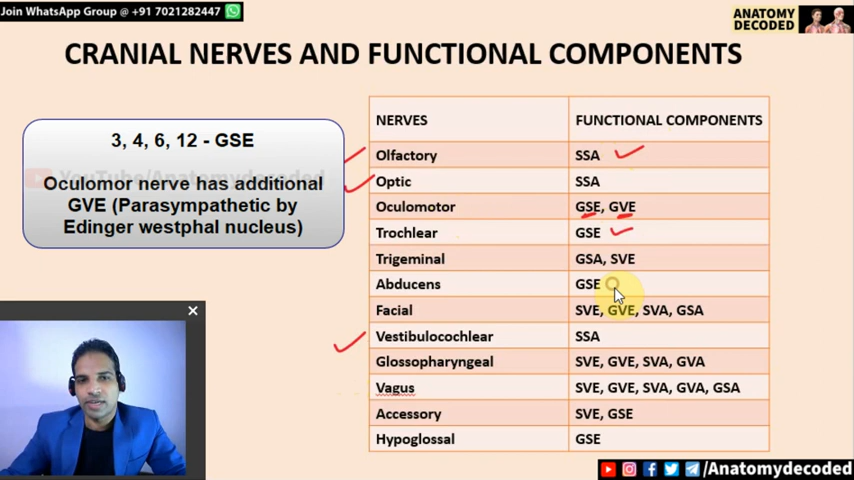 Join WhatsApp Group @ +91 7021282447
ANATOMY
DECODED
CRANIAL NERVES AND FUNCTIONAL COMPONENTS
3, 4, 6, 12 - GSE
YouTube/Anatomydecoded
Oculomor nerve has additional
GVE (Parasympathetic by
Edinger westphal nucleus)
NERVES FUNCTIONAL COMPONENTS
Olfactory SSA
Optic SSA
Oculomotor GSE, GVE
Trochlear GSE
Trigeminal GSA, SVE
Abducens GSE
Facial SVE, GVE, SVA, GSA
Vestibulocochlear SSA
Glossopharyngeal SVE, GVE, SVA, GVA
Vagus SVE, GVE, SVA, GVA, GSA
Accessory SVE, GSE
Hypoglossal GSE
/Anatomydecoded